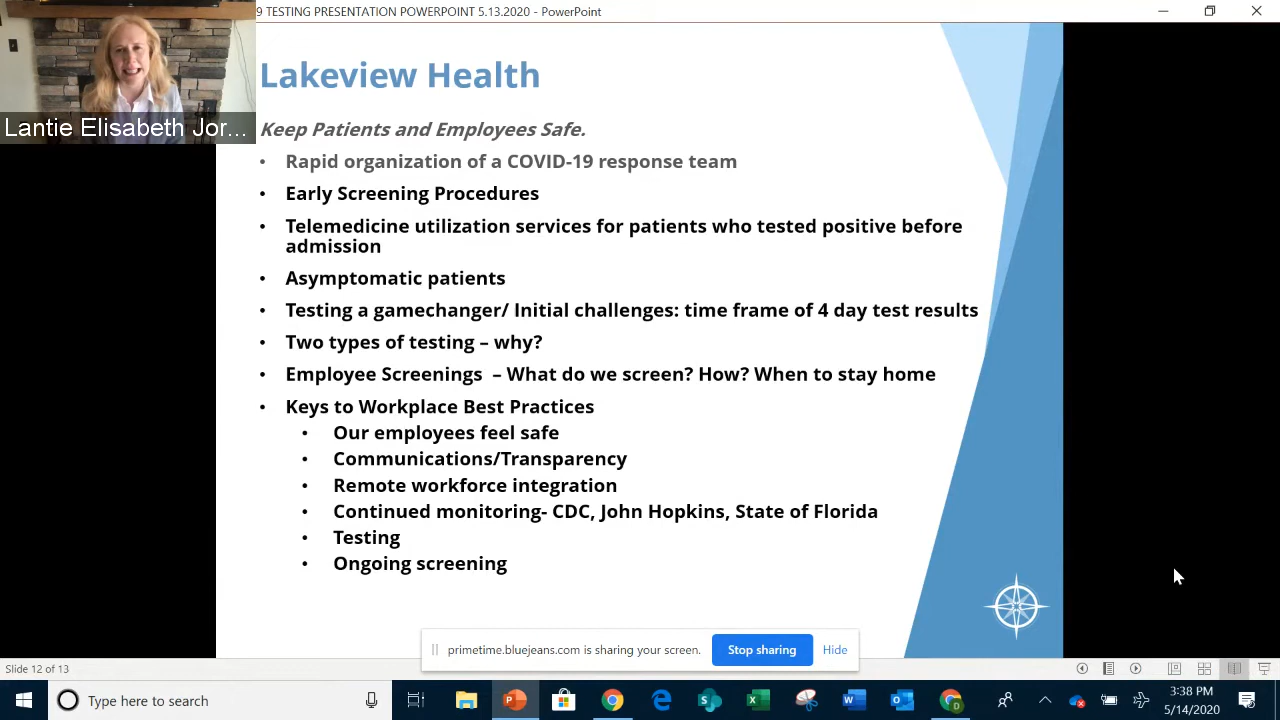 9 TESTING PRESENTATION POWERPOINT 5.13.2020 - PowerPoint
Lantie Elisabeth Jor...
Lakeview Health
Keep Patients and Employees Safe.
• Rapid organization of a COVID-19 response team
• Early Screening Procedures
• Telemedicine utilization services for patients who tested positive before
admission
• Asymptomatic patients
• Testing a gamechanger/ Initial challenges: time frame of 4 day test results
• Two types of testing – why?
• Employee Screenings – What do we screen? How? When to stay home
• Keys to Workplace Best Practices
• Our employees feel safe
• Communications/Transparency
• Remote workforce integration
• Continued monitoring- CDC, John Hopkins, State of Florida
• Testing
• Ongoing screening
primetime.bluejeans.com is sharing your screen.
Stop sharing
Hide
Slide 12 of 13
Type here to search
3:38 PM
5/14/2020